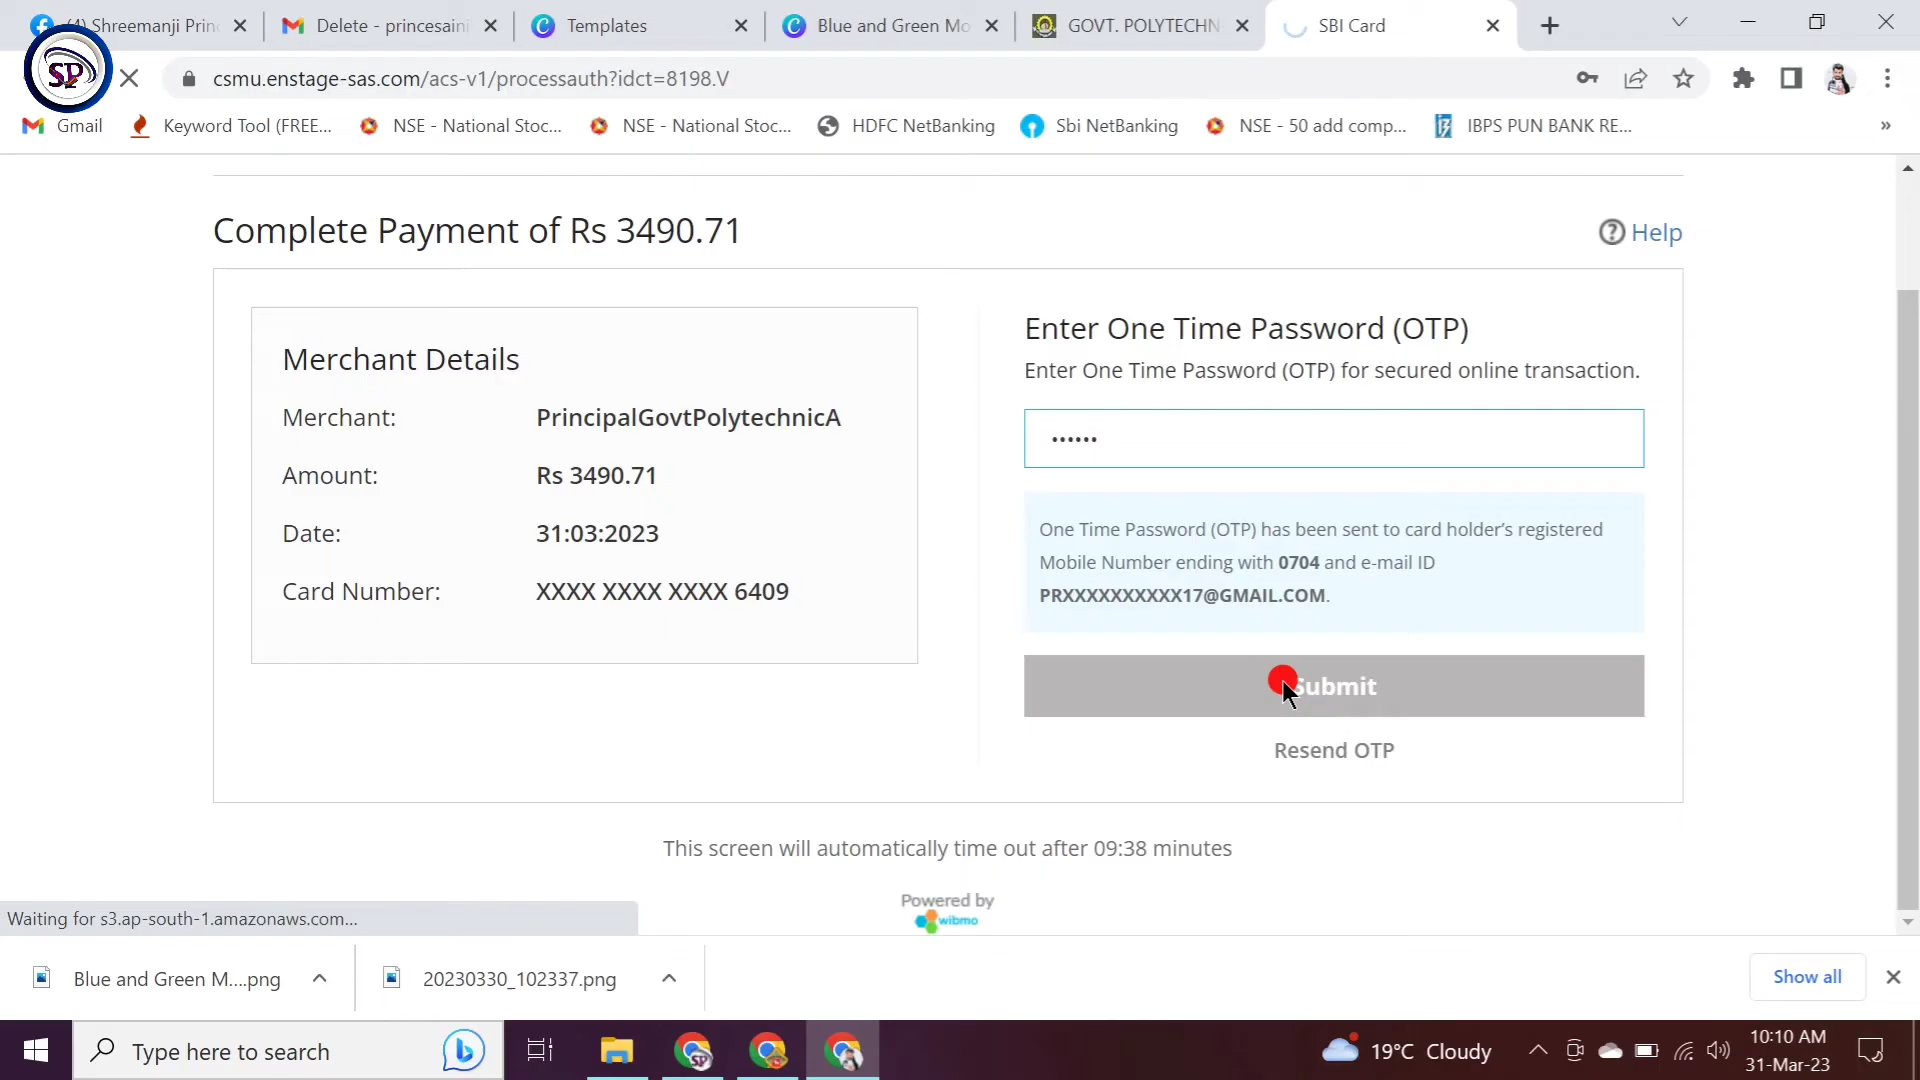 (4) Shreemanji Prin
Delete - princesaini
Templates
Blue and Green Mo
GOVT. POLYTECHN
SBI Card
SP
csmu.enstage-sas.com/acs-v1/processauth?idct=8198.V
Gmail
Keyword Tool (FREE...
NSE - National Stoc...
NSE - National Stoc...
HDFC NetBanking
Sbi NetBanking
NSE - 50 add comp...
IBPS PUN BANK RE...
»
Complete Payment of Rs 3490.71
? Help
Merchant Details
Merchant: PrincipalGovtPolytechnicA
Amount: Rs 3490.71
Date: 31:03:2023
Card Number: XXXX XXXX XXXX 6409
Enter One Time Password (OTP)
Enter One Time Password (OTP) for secured online transaction.
••••••
One Time Password (OTP) has been sent to card holder's registered
Mobile Number ending with 0704 and e-mail ID
PRXXXXXXXXXX17@GMAIL.COM.
Submit
Resend OTP
This screen will automatically time out after 09:38 minutes
Powered by
wibmo
Waiting for s3.ap-south-1.amazonaws.com...
Blue and Green M....png
20230330_102337.png
Show all
Type here to search
19°C Cloudy
10:10 AM
31-Mar-23